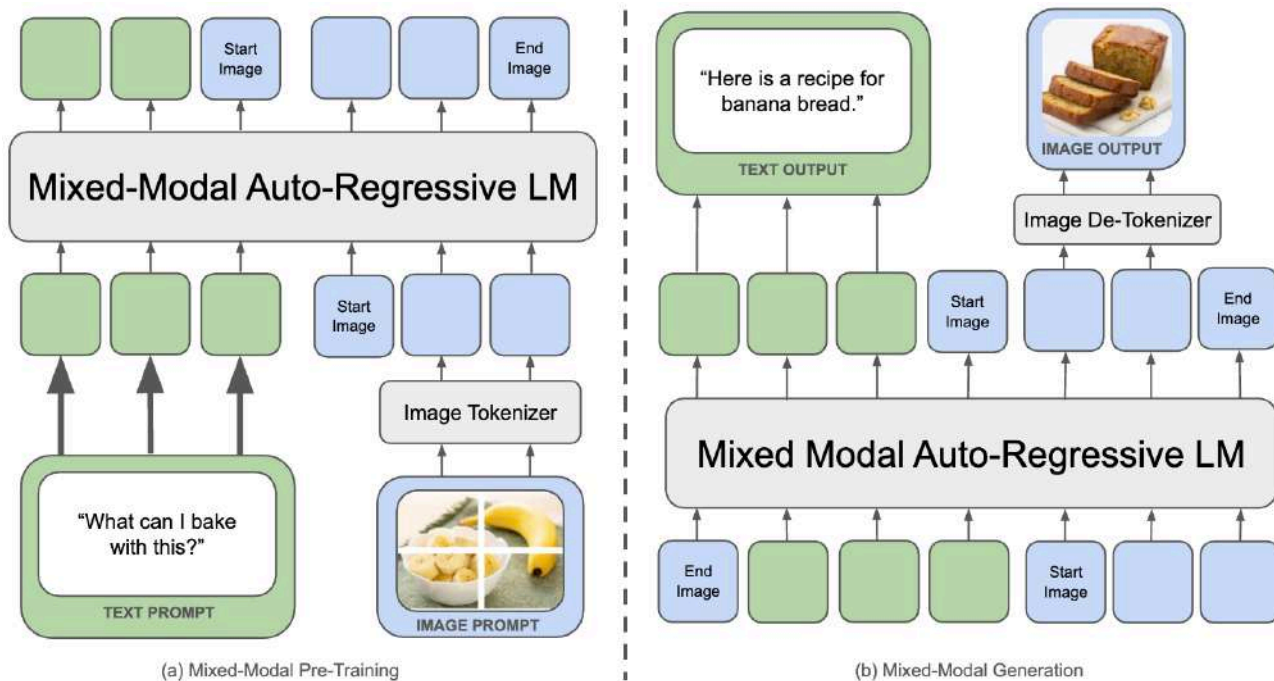 Start
Image
End
Image
Mixed-Modal Auto-Regressive LM
Start
Image
Image Tokenizer
“What can I bake
with this?”
TEXT PROMPT
IMAGE PROMPT
(a) Mixed-Modal Pre-Training
“Here is a recipe for
banana bread.”
TEXT OUTPUT
IMAGE OUTPUT
Image De-Tokenizer
Start
Image
End
Image
Mixed Modal Auto-Regressive LM
End
Image
Start
Image
(b) Mixed-Modal Generation